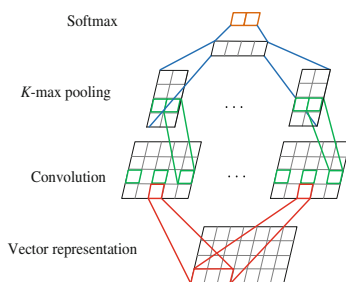 Softmax
K-max pooling
. . .
Convolution
. . .
Vector representation